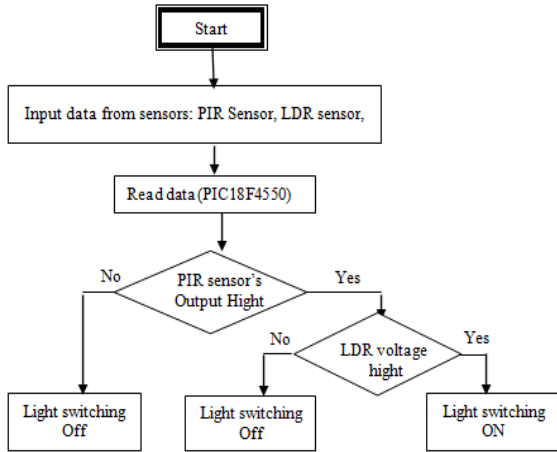 Start
Input data from sensors: PIR Sensor, LDR sensor,
Read data (PIC18F4550)
No
PIR sensor's
Output Hight
Yes
No
LDR voltage
hight
Yes
Light switching
Off
Light switching
Off
Light switching
ON